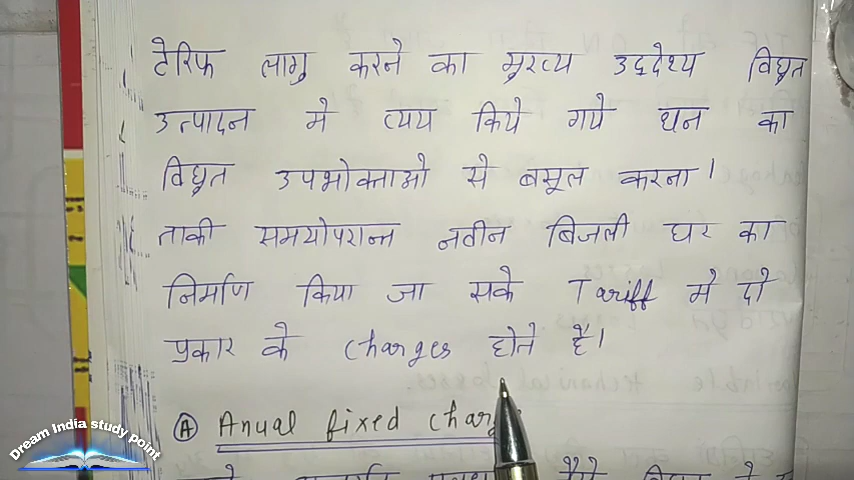 टेरिफ लागु करने का मुख्य उद्देश्य विद्युत
उत्पादन मे व्यय किये गये धन का
विद्युत उपभोक्ताओ से बसूल करना।
ताकी समयोपरान्त नवीन बिजली घर का
निर्माण किया जा सके Tariff मे दो
प्रकार के charges होते है।
Ⓐ Anual fixed
Dream India study point